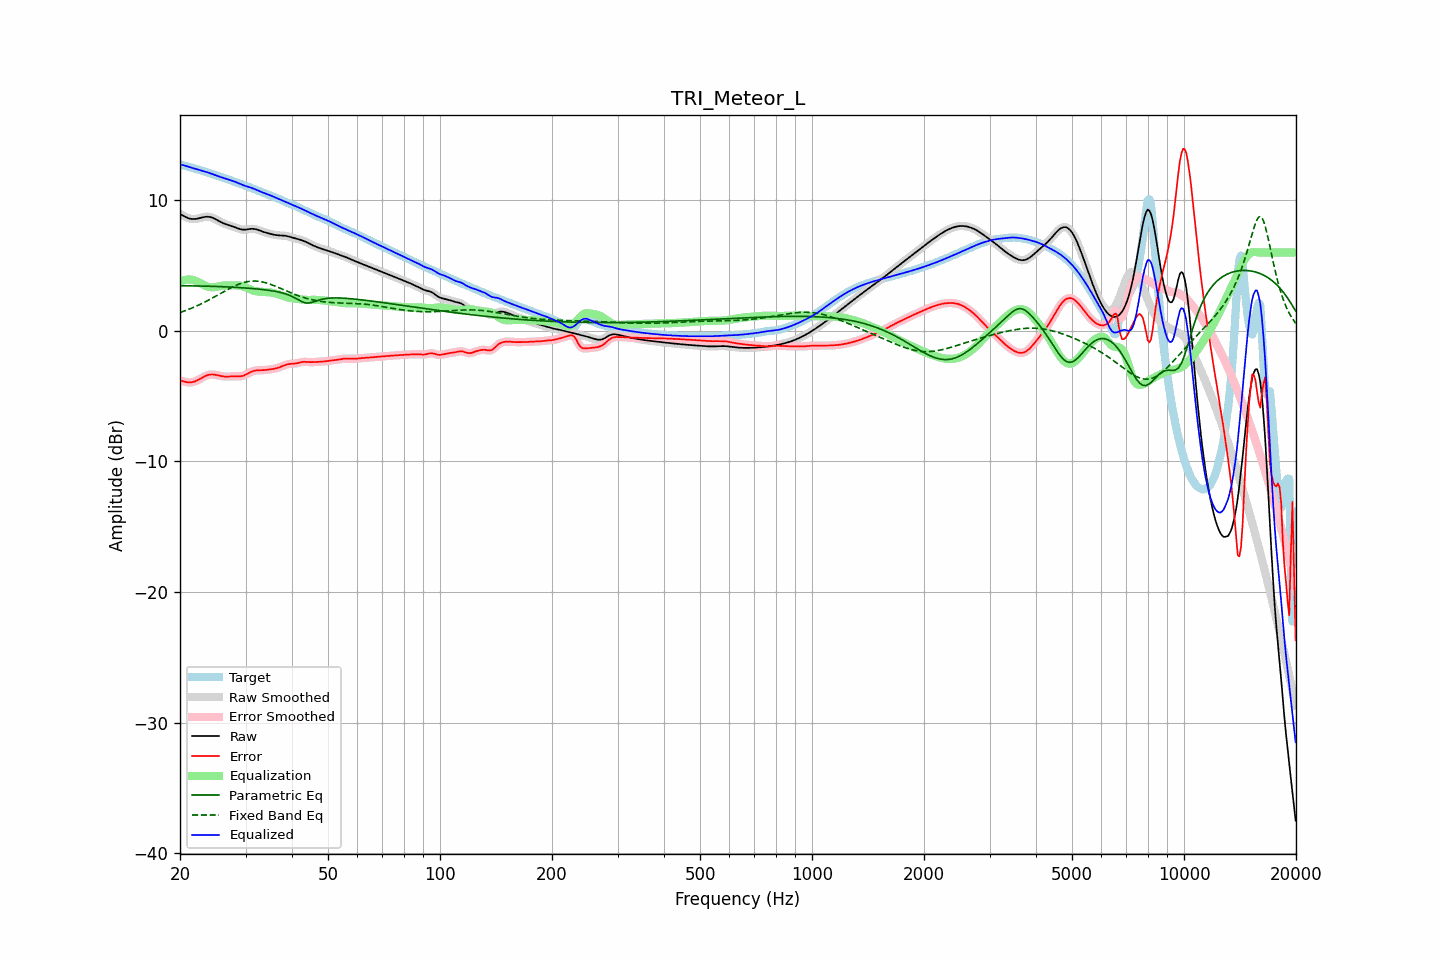 TRI_Meteor_L
Amplitude (dBr)
10
0
−10
−20
−30
−40
Target
Raw Smoothed
Error Smoothed
Raw
Error
Equalization
Parametric Eq
Fixed Band Eq
Equalized
20 50 100 200 500 1000 2000 5000 10000 20000
Frequency (Hz)